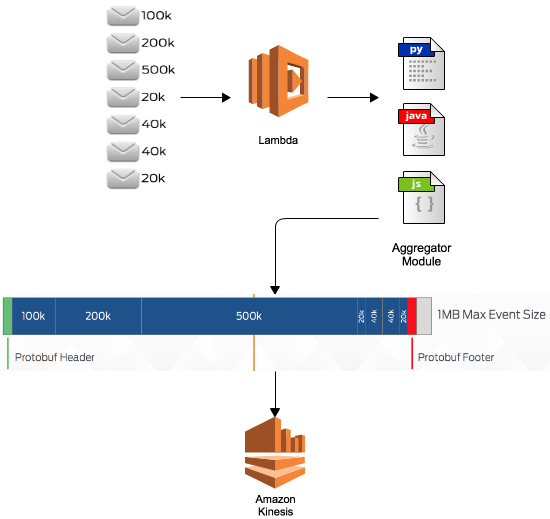 100k
200k
500k
20k
40k
40k
20k
Lambda
py
java
js
{ }
Aggregator
Module
100k
200k
500k
20k
40k
40k
20k
1MB Max Event Size
Protobuf Header
Protobuf Footer
Amazon
Kinesis